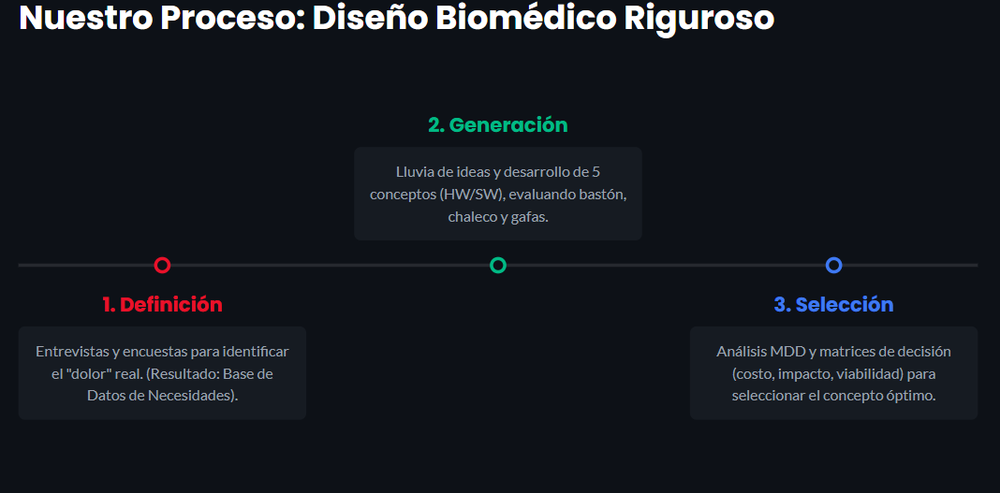 Nuestro Proceso: Diseño Biomédico Riguroso
2. Generación
Lluvia de ideas y desarrollo de 5
conceptos (HW/SW), evaluando bastón,
chaleco y gafas.
1. Definición
Entrevistas y encuestas para identificar
el "dolor" real. (Resultado: Base de
Datos de Necesidades).
3. Selección
Análisis MDD y matrices de decisión
(costo, impacto, viabilidad) para
seleccionar el concepto óptimo.